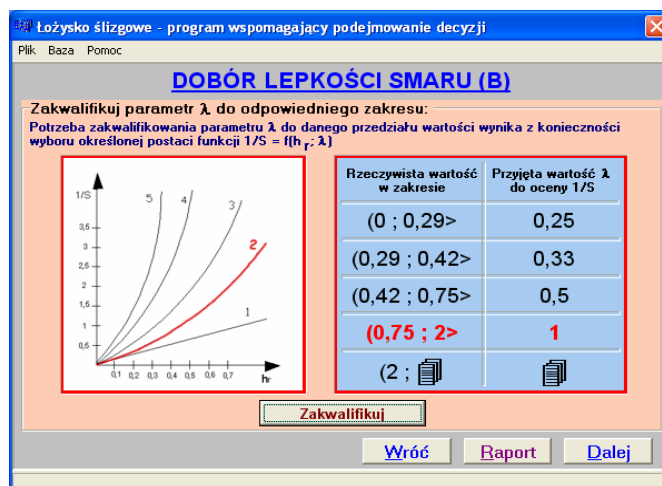 Łożysko ślizgowe - program wspomagający podejmowanie decyzji
Plik Baza Pomoc
DOBÓR LEPKOŚCI SMARU (B)
Zakwalifikuj parametr λ do odpowiedniego zakresu:
Potrzeba zakwalifikowania parametru λ do danego przedziału wartości wynika z konieczności
wyboru określonej postaci funkcji 1/S = f(h r ; λ)
1/S
5
4
3
2
1
3,5
3
2,5
2
1,5
1
0,5
0,1 0,2 0,3 0,4 0,5 0,6 0,7
hr
Rzeczywista wartość
w zakresie
Przyjęta wartość λ
do oceny 1/S
(0 ; 0,29> 0,25
(0,29 ; 0,42> 0,33
(0,42 ; 0,75> 0,5
(0,75 ; 2> 1
(2 ;
Zakwalifikuj
Wróć Raport Dalej